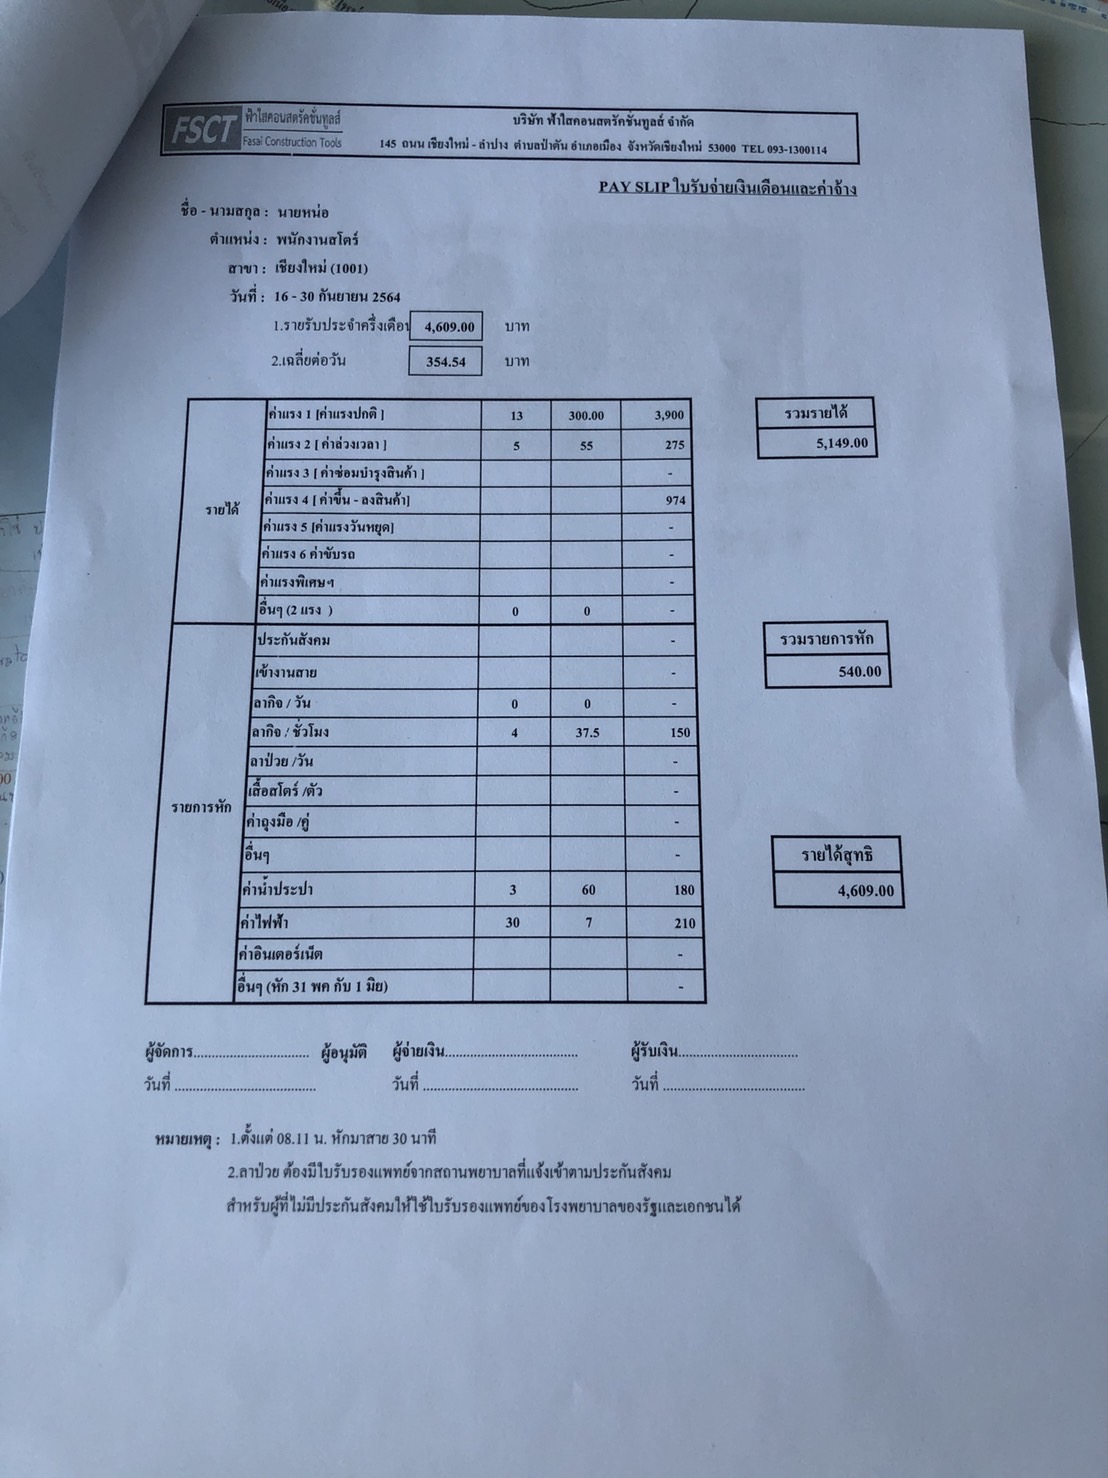 FSCT
ฟ้าใสคอนสตรัคชั่นทูลส์
Fasai Construction Tools
บริษัท ฟ้าใสคอนสตรัคชั่นทูลส์ จำกัด
145 ถนน เชียงใหม่ - ลำปาง ตำบลป่าตัน อำเภอเมือง จังหวัดเชียงใหม่ 53000 TEL 093-1300114
PAY SLIP ใบรับจ่ายเงินเดือนและค่าจ้าง
ชื่อ - นามสกุล : นายหน่อ
ตำแหน่ง : พนักงานสโตร์
สาขา : เชียงใหม่ (1001)
วันที่ : 16 - 30 กันยายน 2564
1.รายรับประจำครึ่งเดือน 4,609.00 บาท
2.เฉลี่ยต่อวัน 354.54 บาท
รายได้
ค่าแรง 1 [ค่าแรงปกติ ] 13 300.00 3,900
ค่าแรง 2 [ ค่าล่วงเวลา ] 5 55 275
ค่าแรง 3 [ ค่าซ่อมบำรุงสินค้า ] -
ค่าแรง 4 [ ค่าขึ้น - ลงสินค้า] 974
ค่าแรง 5 [ค่าแรงวันหยุด] -
ค่าแรง 6 ค่าขับรถ -
ค่าแรงพิเศษฯ -
อื่นๆ (2 แรง ) 0 0 -
รวมรายได้
5,149.00
รายการหัก
ประกันสังคม -
เข้างานสาย -
ลากิจ / วัน 0 0 -
ลากิจ / ชั่วโมง 4 37.5 150
ลาป่วย /วัน -
เสื้อสโตร์ /ตัว -
ค่าถุงมือ /คู่ -
อื่นๆ -
ค่าน้ำประปา 3 60 180
ค่าไฟฟ้า 30 7 210
ค่าอินเตอร์เน็ต -
อื่นๆ (หัก 31 พค กับ 1 มิย) -
รวมรายการหัก
540.00
รายได้สุทธิ
4,609.00
ผู้จัดการ................................ ผู้อนุมัติ ผู้จ่ายเงิน..................................... ผู้รับเงิน.................................
วันที่ ....................................... วันที่ ........................................... วันที่ .......................................
หมายเหตุ : 1.ตั้งแต่ 08.11 น. หักมาสาย 30 นาที
2.ลาป่วย ต้องมีใบรับรองแพทย์จากสถานพยาบาลที่แจ้งเข้าตามประกันสังคม
สำหรับผู้ที่ไม่มีประกันสังคมให้ใช้ใบรับรองแพทย์ของโรงพยาบาลของรัฐและเอกชนได้